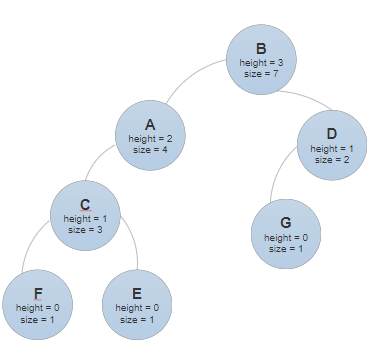 B
height = 3
size = 7
A
height = 2
size = 4
D
height = 1
size = 2
C
height = 1
size = 3
G
height = 0
size = 1
F
height = 0
size = 1
E
height = 0
size = 1